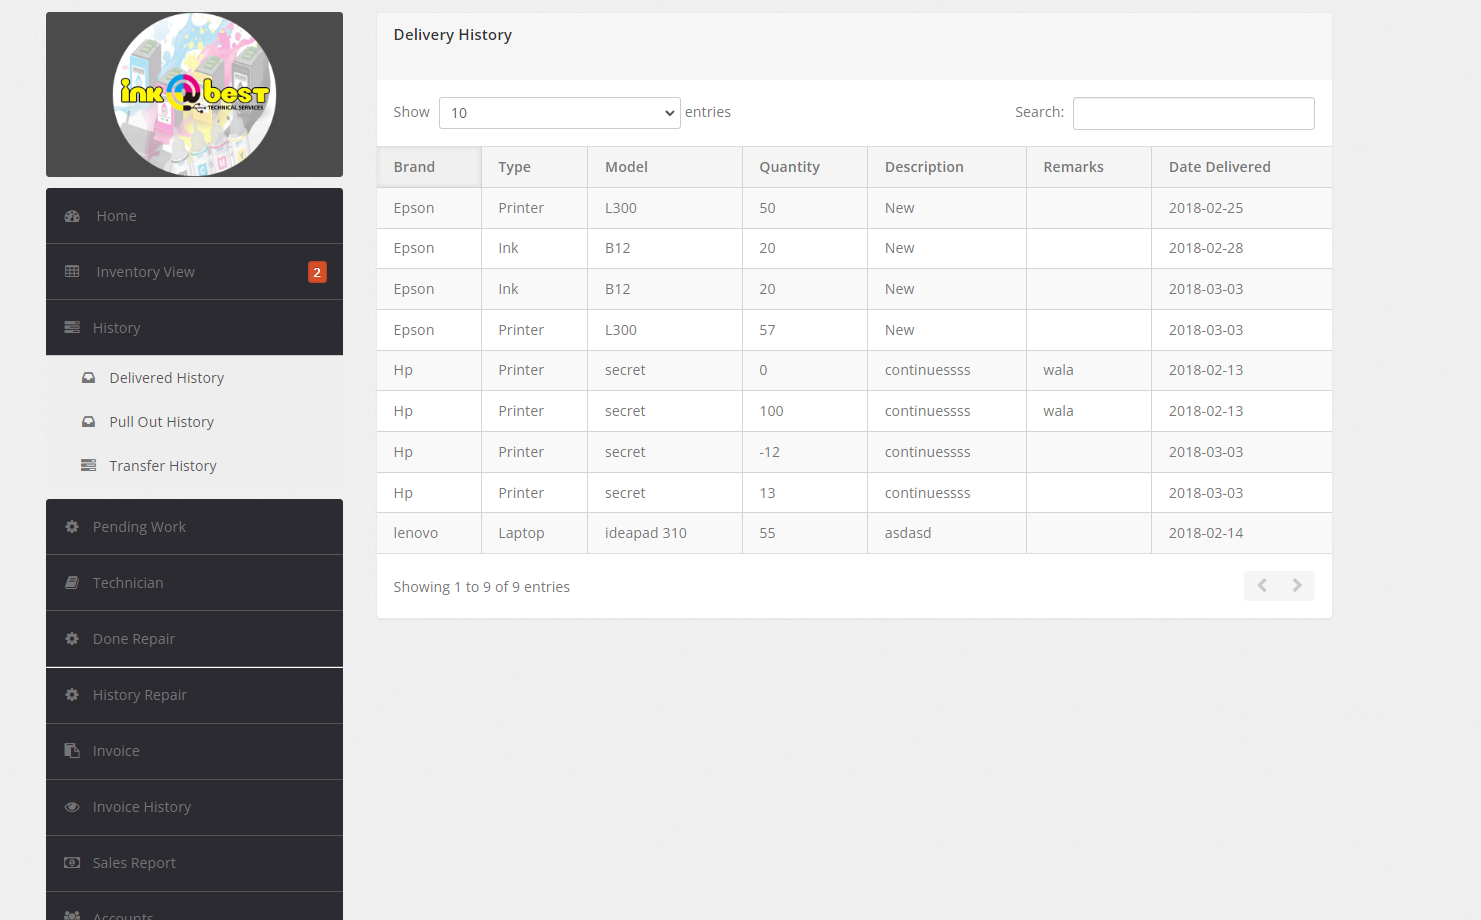 ink best
TECHNICAL SERVICES
C M Y
Home
Inventory View 2
History
Delivered History
Pull Out History
Transfer History
Pending Work
Technician
Done Repair
History Repair
Invoice
Invoice History
Sales Report
Accounts
Delivery History
Show 10 entries Search:
Brand Type Model Quantity Description Remarks Date Delivered
Epson Printer L300 50 New 2018-02-25
Epson Ink B12 20 New 2018-02-28
Epson Ink B12 20 New 2018-03-03
Epson Printer L300 57 New 2018-03-03
Hp Printer secret 0 continuessss wala 2018-02-13
Hp Printer secret 100 continuessss wala 2018-02-13
Hp Printer secret -12 continuessss 2018-03-03
Hp Printer secret 13 continuessss 2018-03-03
lenovo Laptop ideapad 310 55 asdasd 2018-02-14
Showing 1 to 9 of 9 entries